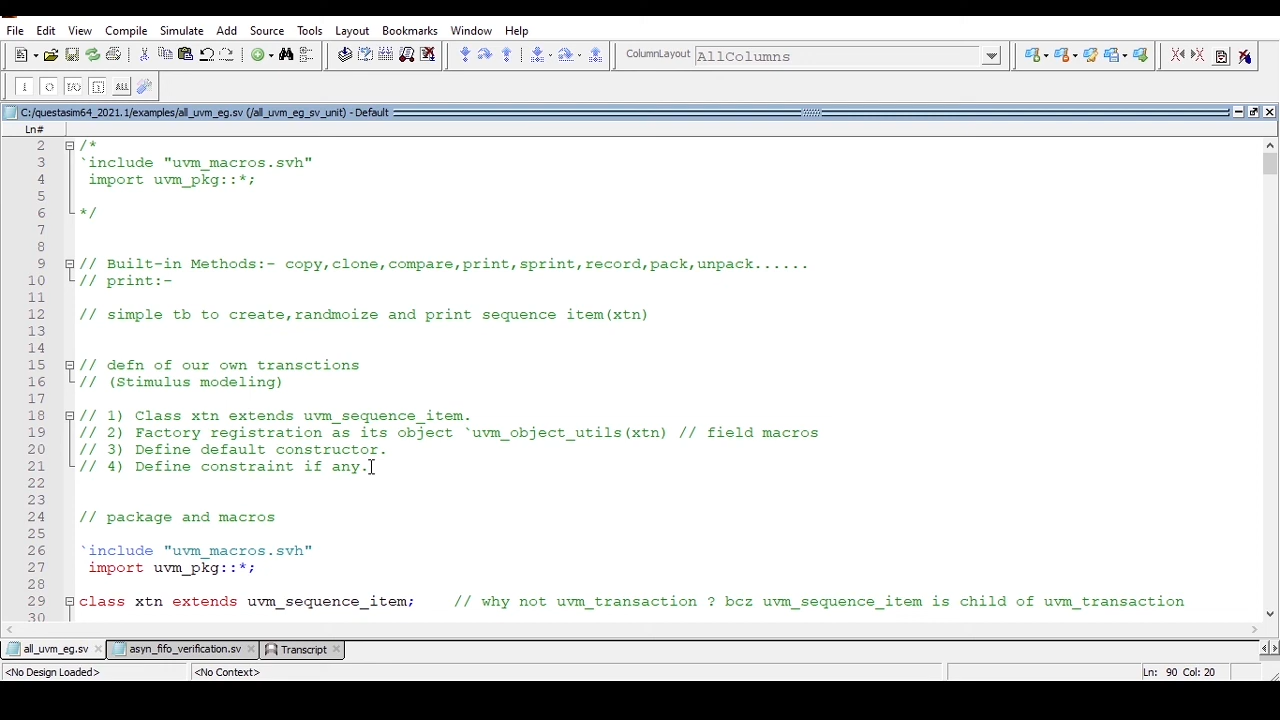 File Edit View Compile Simulate Add Source Tools Layout Bookmarks Window Help
ColumnLayout AllColumns
C:/questasim64_2021.1/examples/all_uvm_eg.sv (/all_uvm_eg_sv_unit) - Default
Ln#
2 /*
3 `include "uvm_macros.svh"
4 import uvm_pkg::*;
5
6 */
7
8
9 // Built-in Methods:- copy,clone,compare,print,sprint,record,pack,unpack......
10 // print:-
11
12 // simple tb to create,randmoize and print sequence item(xtn)
13
14
15 // defn of our own transctions
16 // (Stimulus modeling)
17
18 // 1) Class xtn extends uvm_sequence_item.
19 // 2) Factory registration as its object `uvm_object_utils(xtn) // field macros
20 // 3) Define default constructor.
21 // 4) Define constraint if any.
22
23
24 // package and macros
25
26 `include "uvm_macros.svh"
27 import uvm_pkg::*;
28
29 class xtn extends uvm_sequence_item; // why not uvm_transaction ? bcz uvm_sequence_item is child of uvm_transaction
30
all_uvm_eg.sv asyn_fifo_verification.sv Transcript
<No Design Loaded> <No Context> Ln: 90 Col: 20